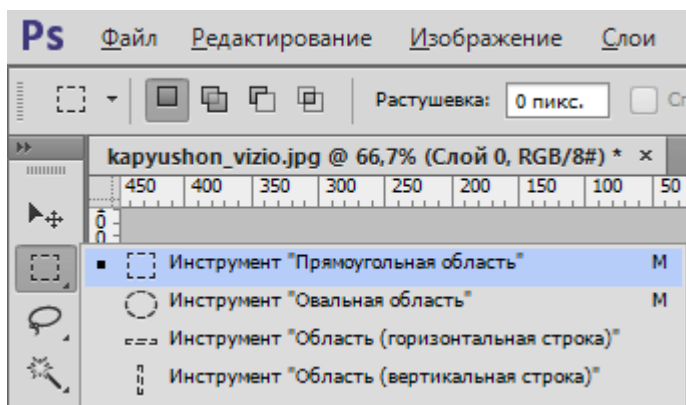 Ps Файл Редактирование Изображение Слои
Растушевка: 0 пикс.
kapyushon_vizio.jpg @ 66,7% (Слой 0, RGB/8#) * ×
450 400 350 300 250 200 150 100 50
0
0
Инструмент "Прямоугольная область" M
Инструмент "Овальная область" M
Инструмент "Область (горизонтальная строка)"
Инструмент "Область (вертикальная строка)"